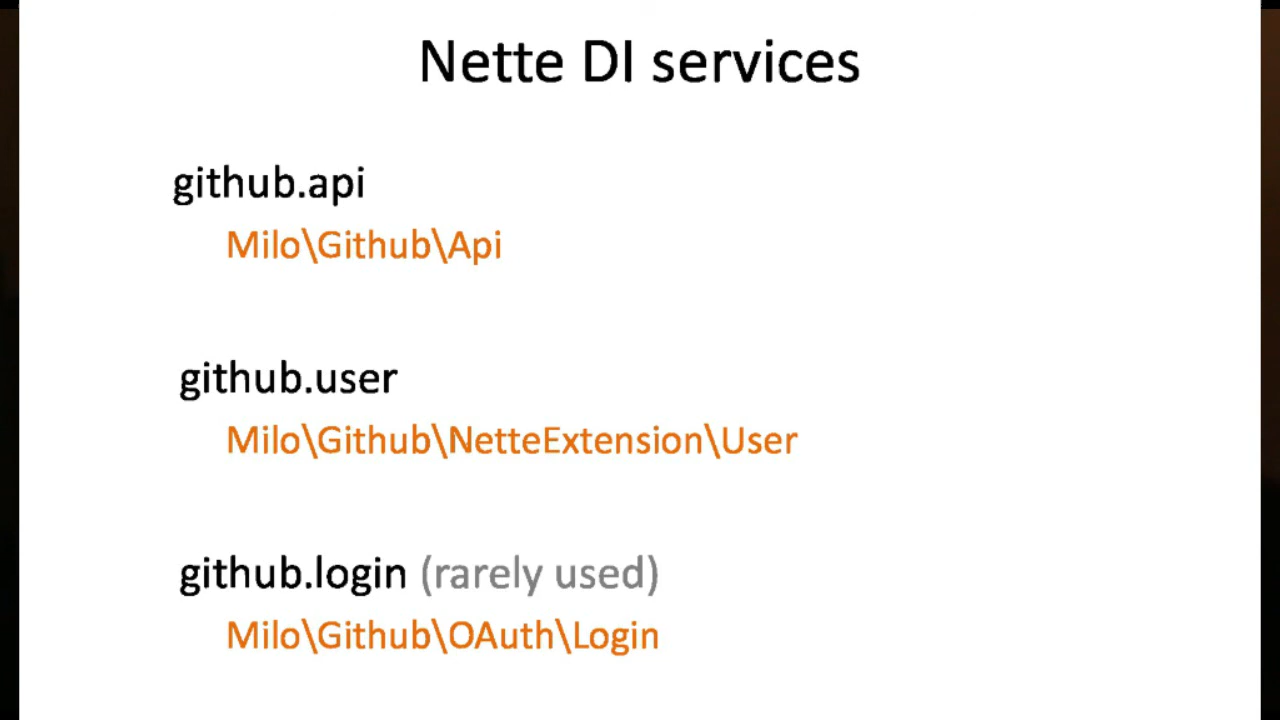 Nette DI services
github.api
Milo\Github\Api
github.user
Milo\Github\NetteExtension\User
github.login (rarely used)
Milo\Github\OAuth\Login